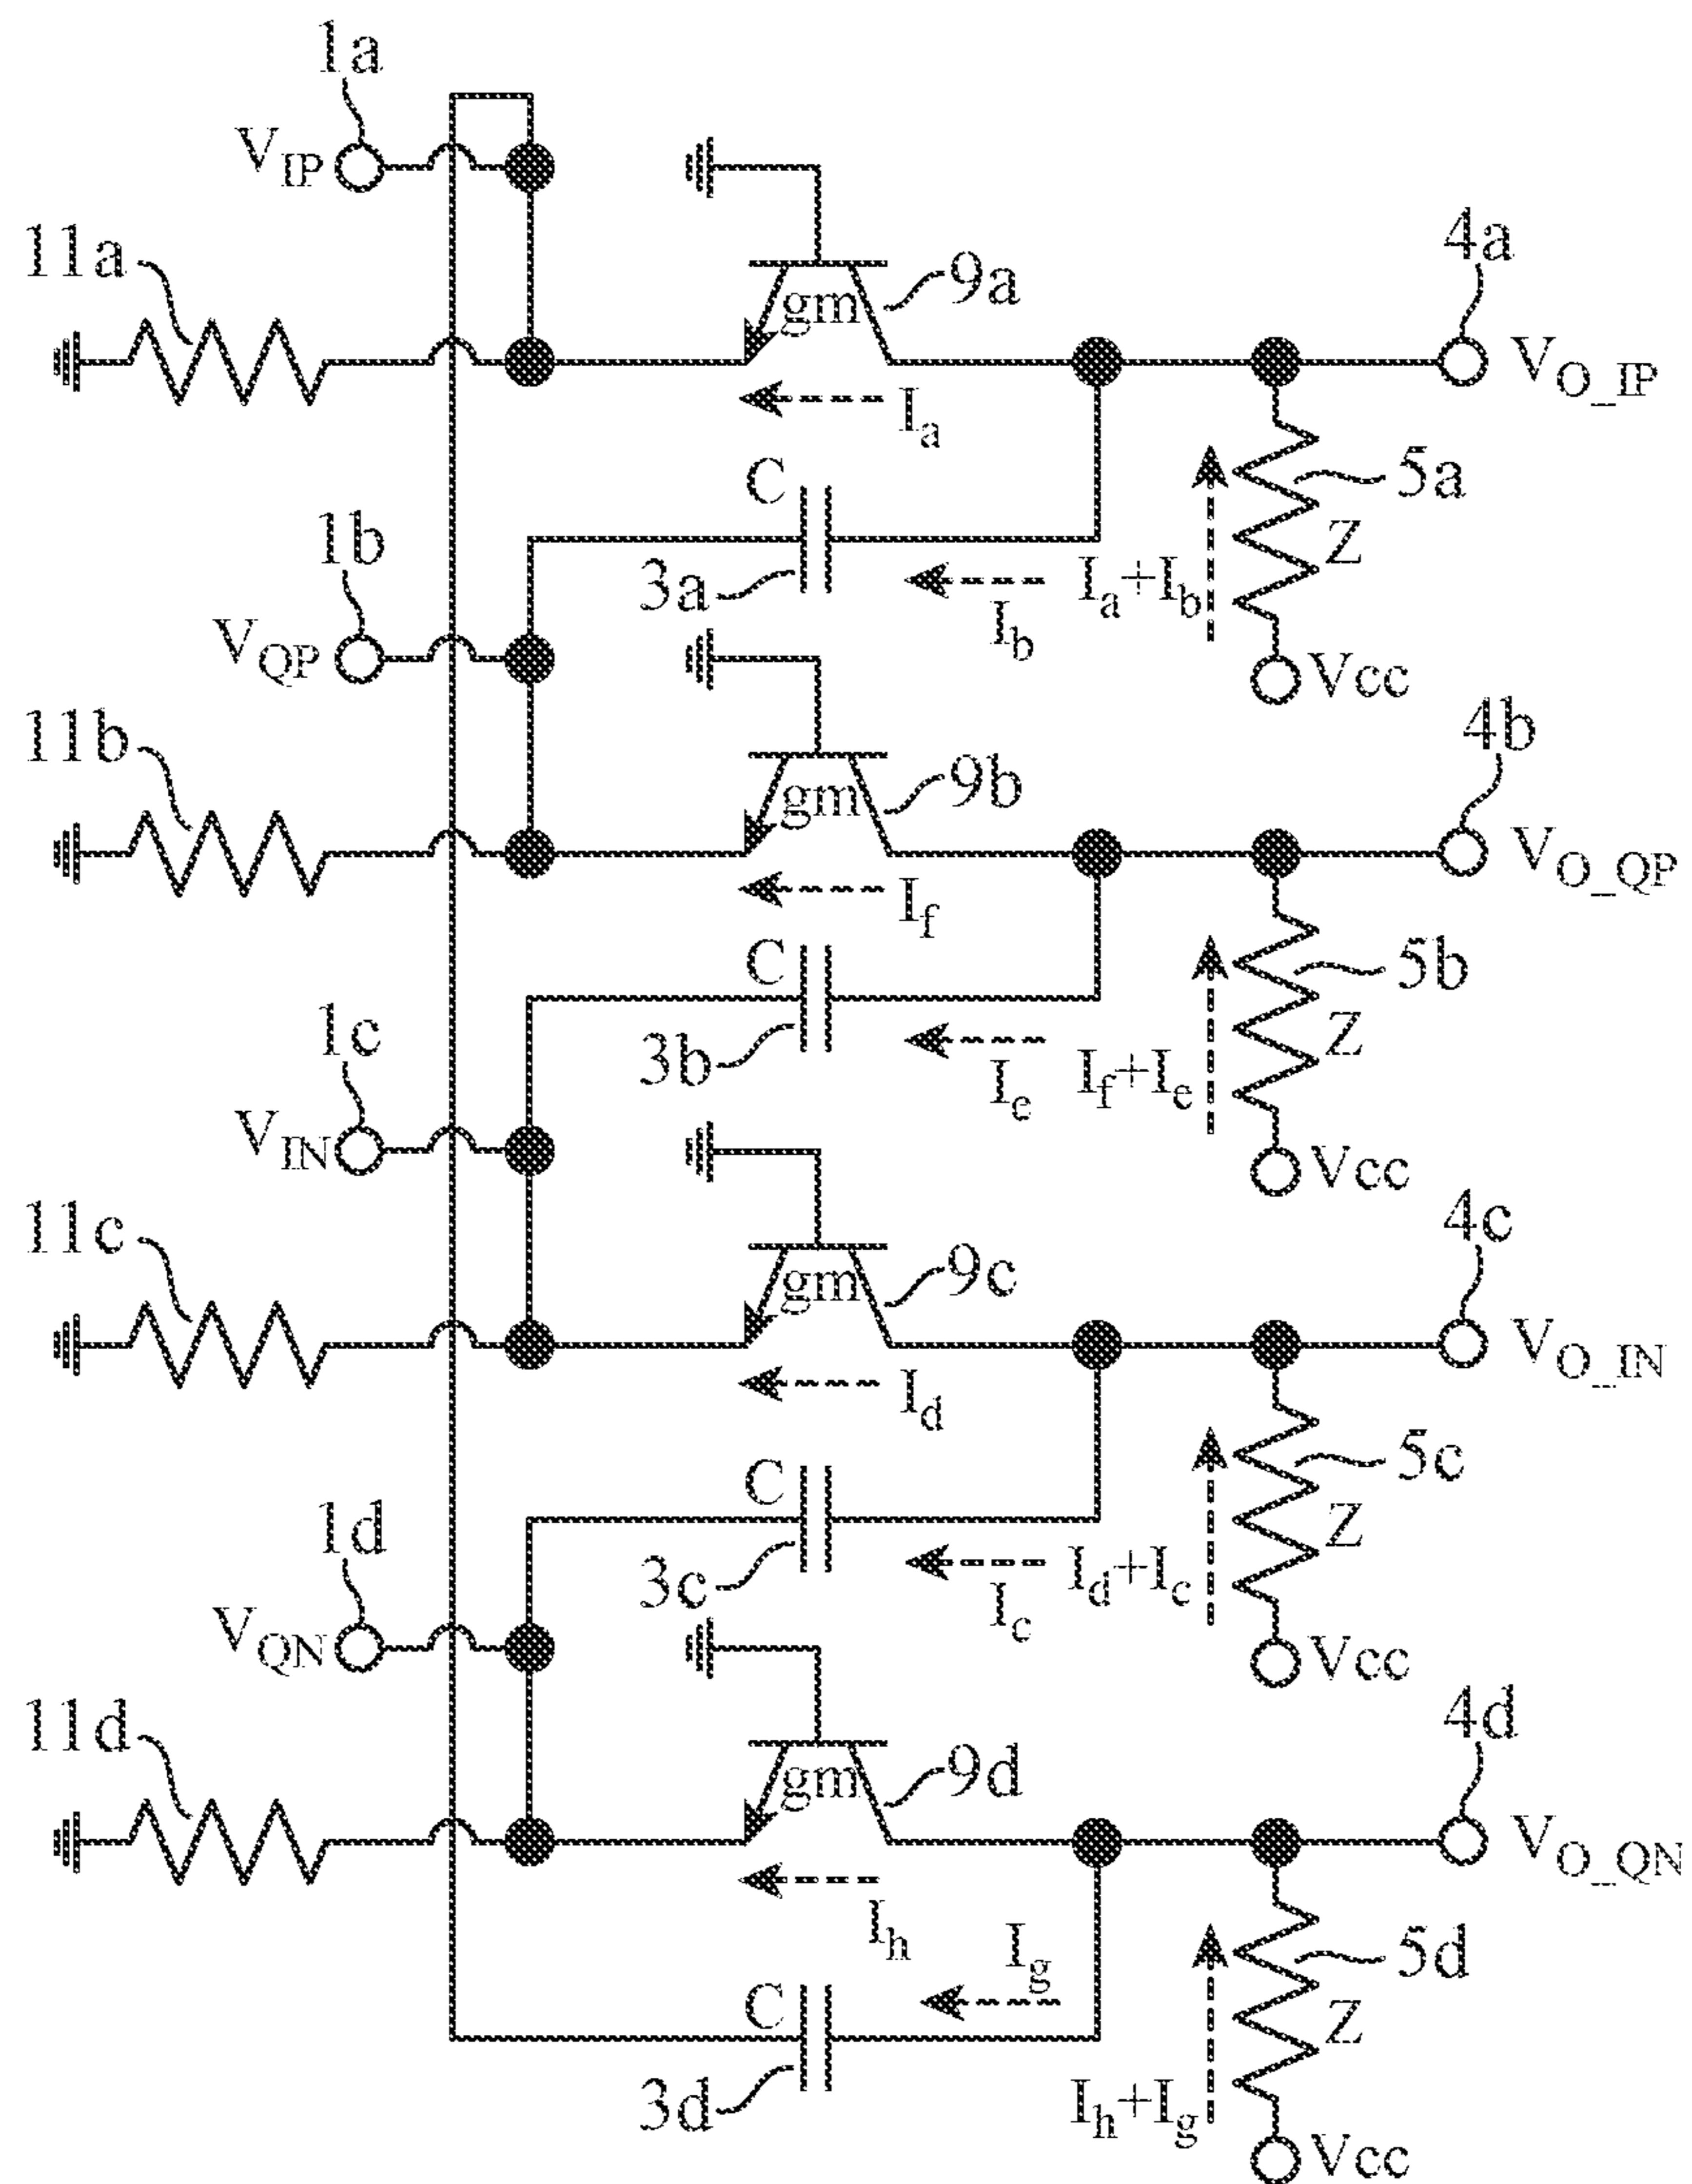 1a
V_IP
11a
9a
4a
gm
V_O_IP
I_a
C
5a
1b
3a
I_a+I_b
Z
I_b
V_QP
Vcc
11b
9b
4b
gm
V_O_QP
I_f
C
5b
1c
3b
I_f+I_e
Z
I_e
V_IN
Vcc
11c
9c
4c
gm
V_O_IN
I_d
C
5c
1d
3c
I_d+I_c
Z
I_c
V_QN
Vcc
11d
9d
4d
gm
V_O_QN
I_h
I_g
5d
C
Z
3d
I_h+I_g
Vcc